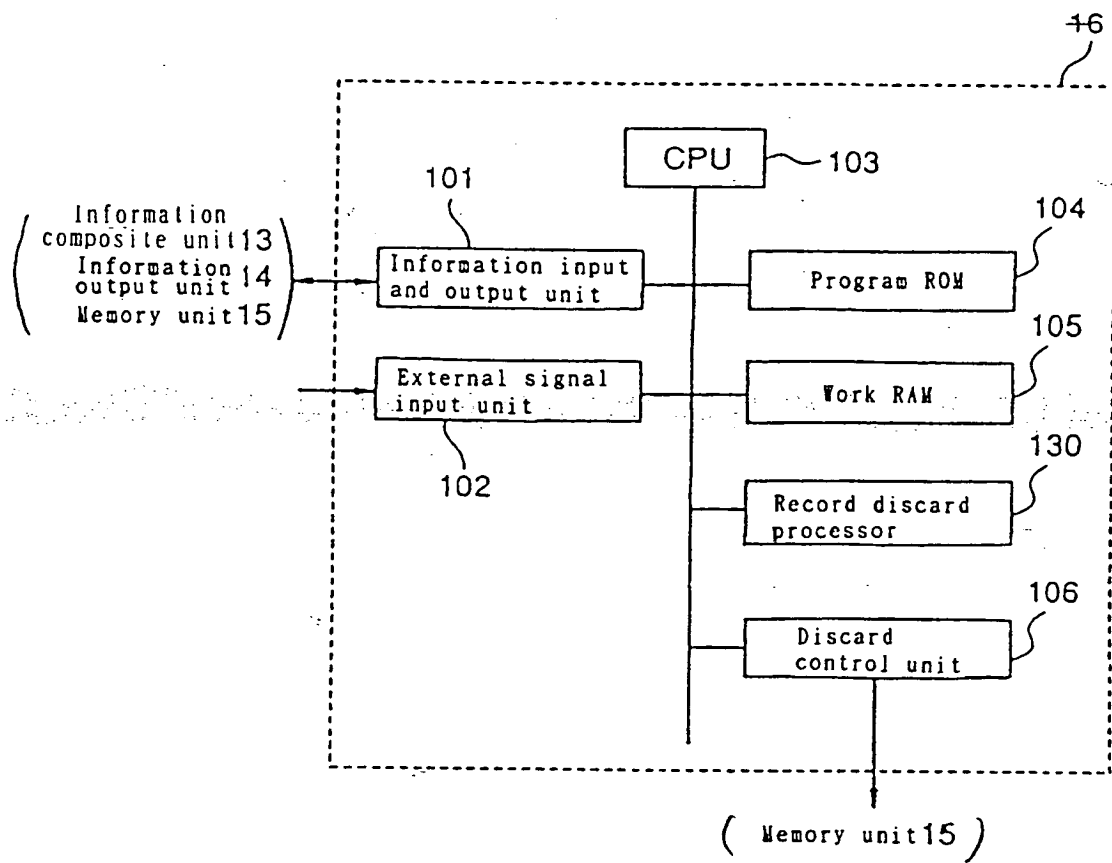 16
CPU
103
101
Information
composite unit 13
Information
output unit 14
Memory unit 15
Information input
and output unit
104
Program ROM
105
External signal
input unit
Work RAM
102
130
Record discard
processor
106
Discard
control unit
( Memory unit 15 )